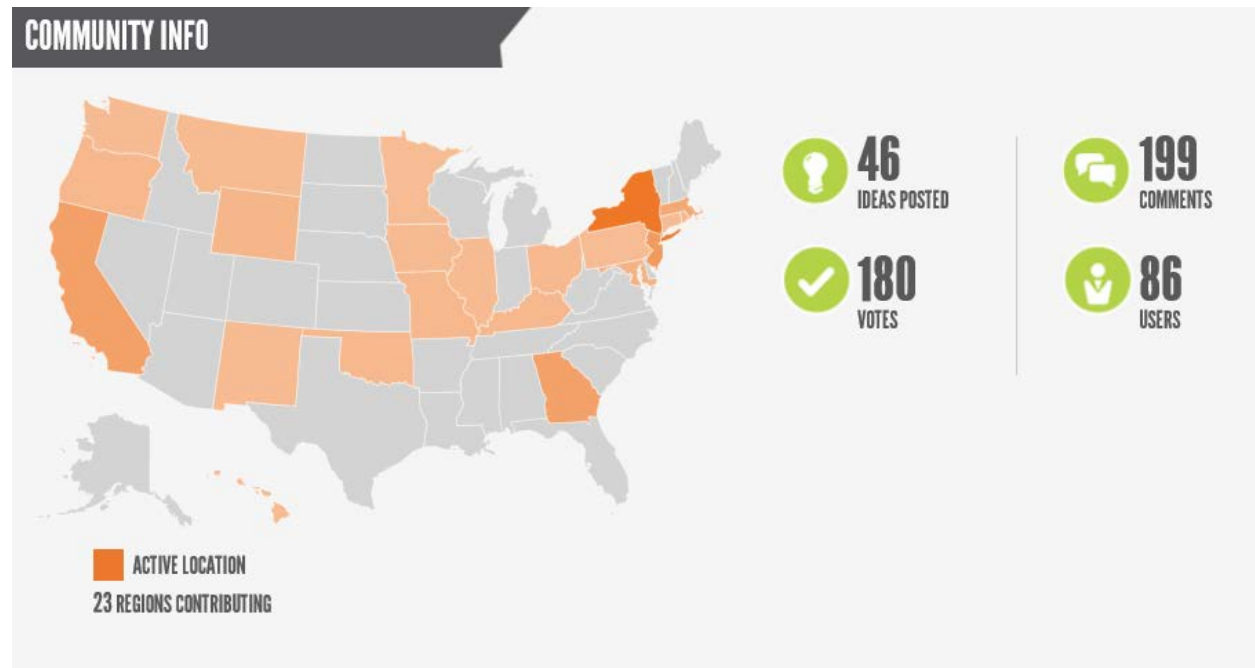 COMMUNITY INFO
46
IDEAS POSTED
199
COMMENTS
180
VOTES
86
USERS
ACTIVE LOCATION
23 REGIONS CONTRIBUTING